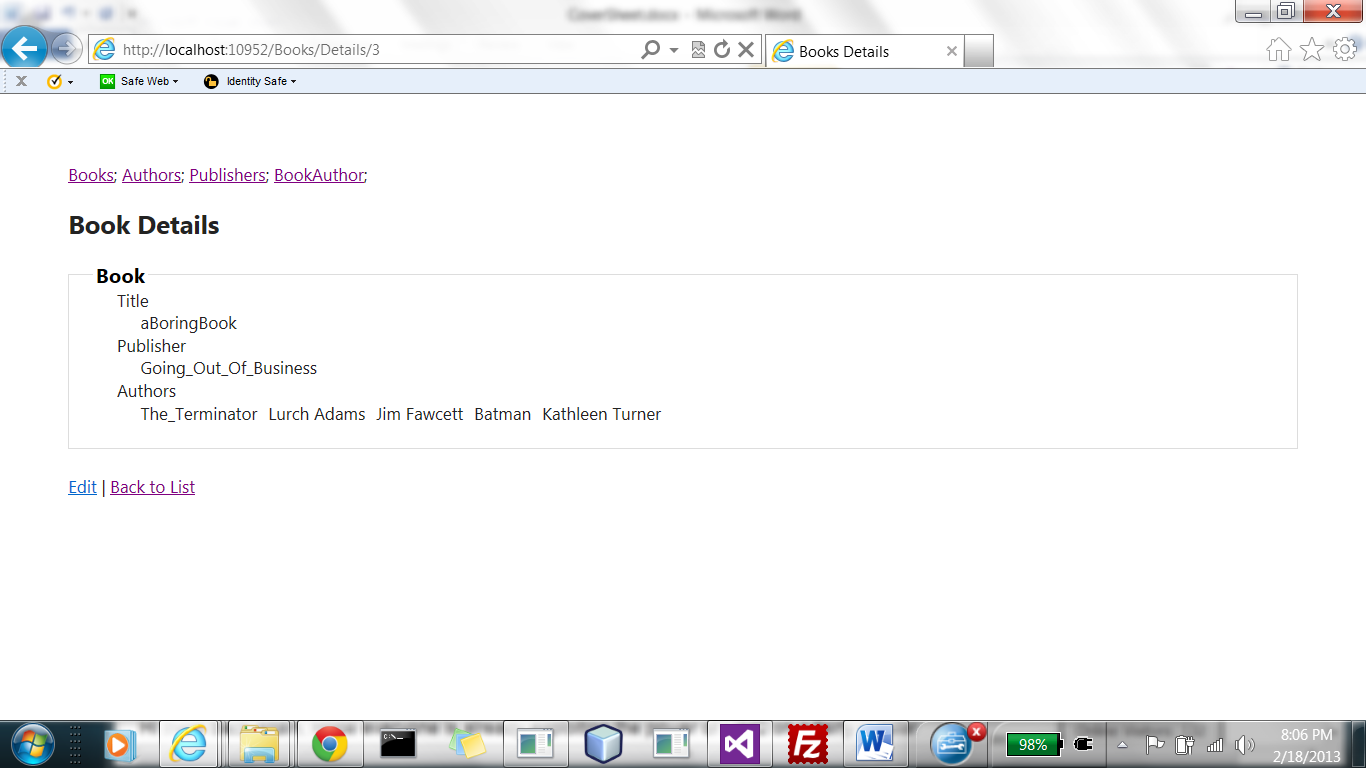 CoverSheet.docx - Microsoft Word
http://localhost:10952/Books/Details/3
Books Details
OK Safe Web
Identity Safe
Books; Authors; Publishers; BookAuthor;
Book Details
Book
Title
aBoringBook
Publisher
Going_Out_Of_Business
Authors
The_Terminator Lurch Adams Jim Fawcett Batman Kathleen Turner
Edit | Back to List
98%
8:06 PM
2/18/2013